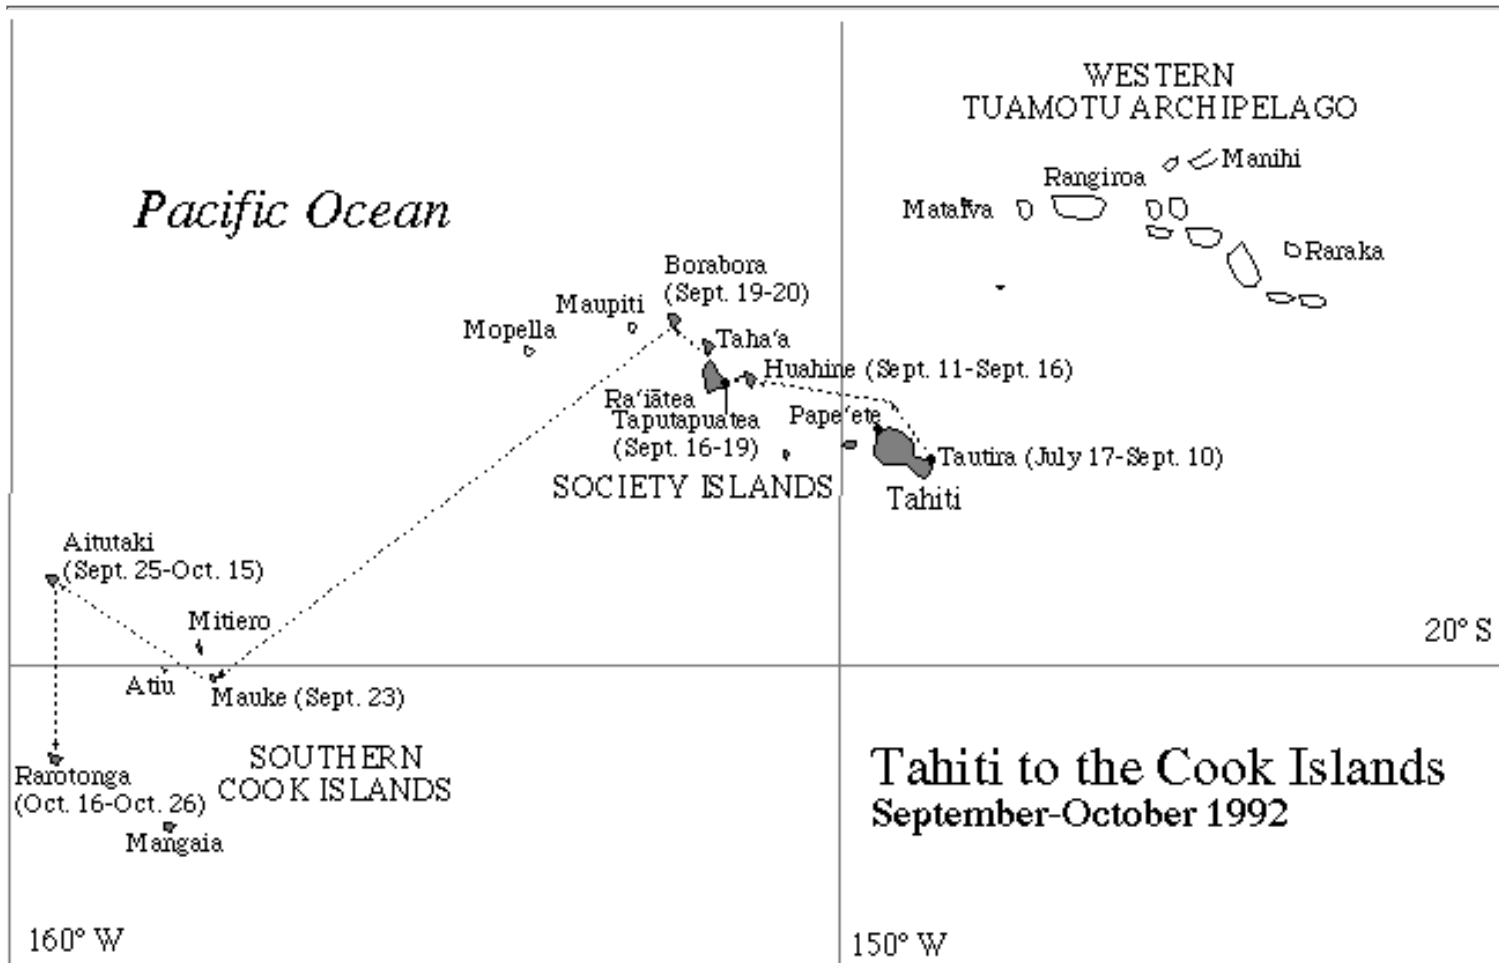 WESTERN
TUAMOTU ARCHIPELAGO
Manihi
Rangiroa
Mataiva
Pacific Ocean
Raraka
Borabora
(Sept. 19-20)
Maupiti
Mopella
Taha‘a
Huahine (Sept. 11-Sept. 16)
Ra‘iātea
Taputapuatea
(Sept. 16-19)
Pape‘ete
Tautira (July 17-Sept. 10)
SOCIETY ISLANDS
Tahiti
Aitutaki
(Sept. 25-Oct. 15)
Mitiero
20° S
Atiu
Mauke (Sept. 23)
SOUTHERN
COOK ISLANDS
Rarotonga
(Oct. 16-Oct. 26)
Mangaia
Tahiti to the Cook Islands
September-October 1992
160° W
150° W